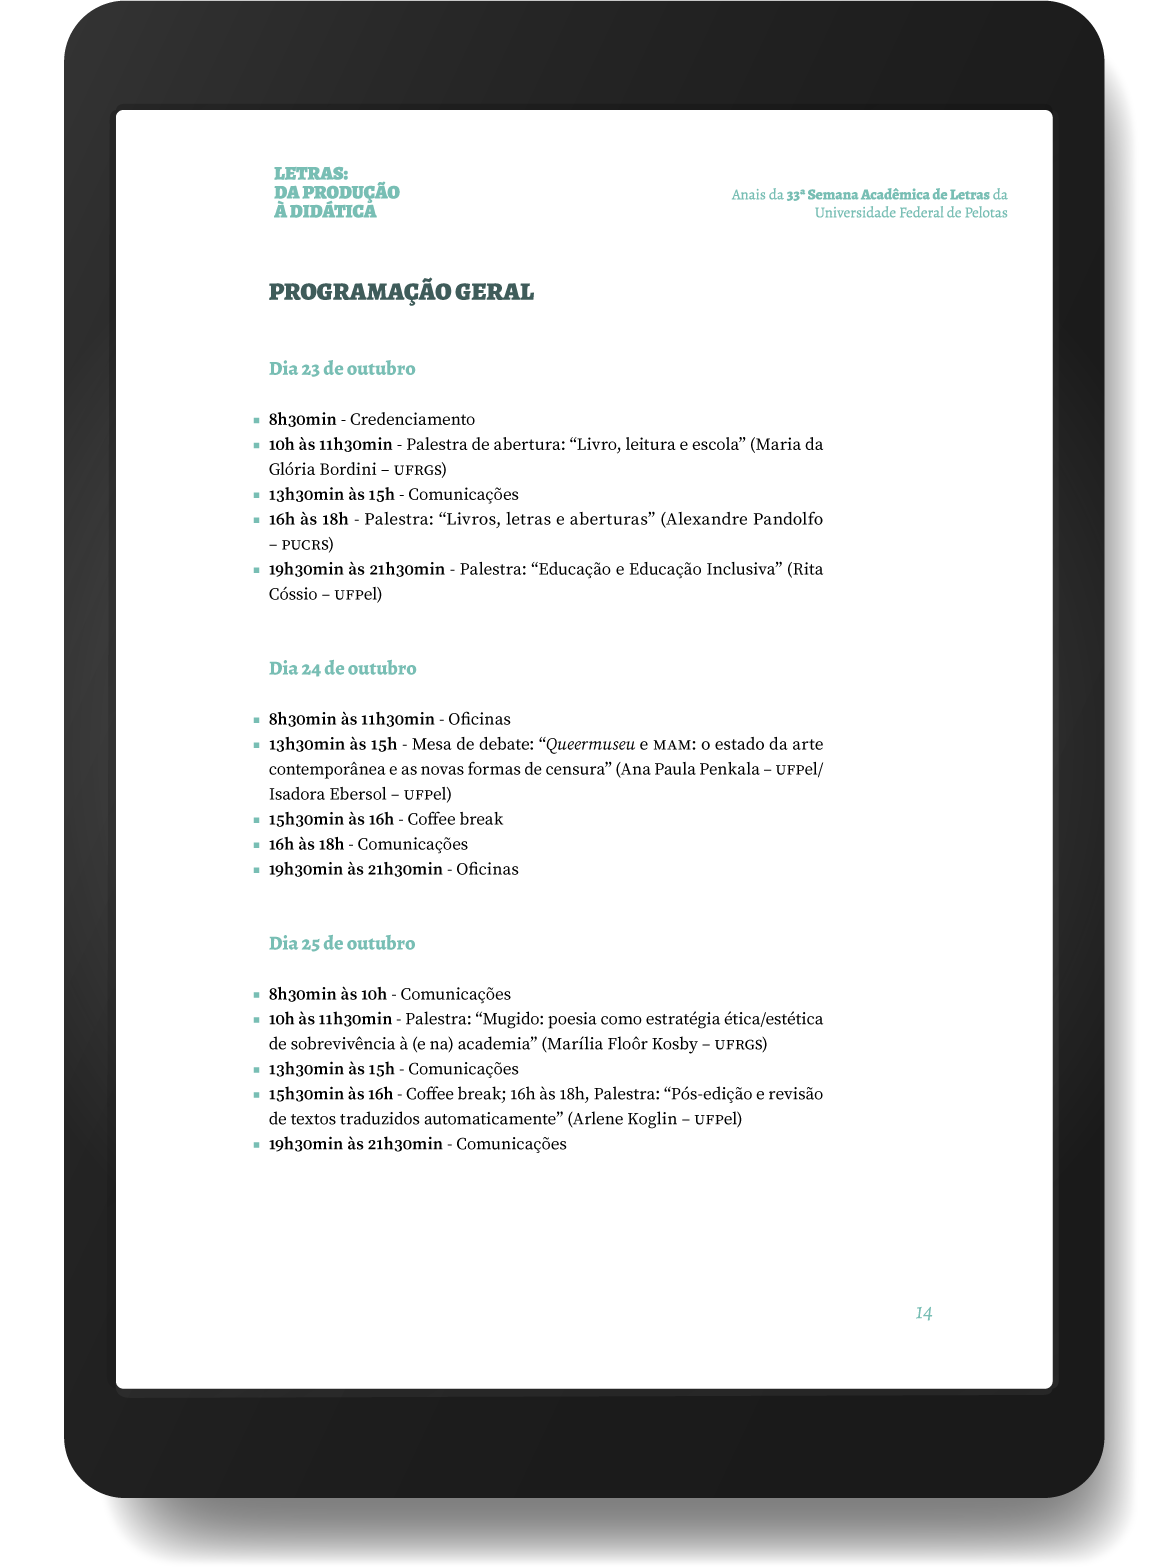 LETRAS:
DA PRODUÇÃO
À DIDÁTICA
Anais da 33ª Semana Acadêmica de Letras da
Universidade Federal de Pelotas
PROGRAMAÇÃO GERAL
Dia 23 de outubro
8h30min - Credenciamento
10h às 11h30min - Palestra de abertura: “Livro, leitura e escola” (Maria da
Glória Bordini – UFRGS)
13h30min às 15h - Comunicações
16h às 18h - Palestra: “Livros, letras e aberturas” (Alexandre Pandolfo
– PUCRS)
19h30min às 21h30min - Palestra: “Educação e Educação Inclusiva” (Rita
Cóssio – UFPel)
Dia 24 de outubro
8h30min às 11h30min - Oficinas
13h30min às 15h - Mesa de debate: “Queermuseu e MAM: o estado da arte
contemporânea e as novas formas de censura” (Ana Paula Penkala – UFPel/
Isadora Ebersol – UFPel)
15h30min às 16h - Coffee break
16h às 18h - Comunicações
19h30min às 21h30min - Oficinas
Dia 25 de outubro
8h30min às 10h - Comunicações
10h às 11h30min - Palestra: “Mugido: poesia como estratégia ética/estética
de sobrevivência à (e na) academia” (Marília Floôr Kosby – UFRGS)
13h30min às 15h - Comunicações
15h30min às 16h - Coffee break; 16h às 18h, Palestra: “Pós-edição e revisão
de textos traduzidos automaticamente” (Arlene Koglin – UFPel)
19h30min às 21h30min - Comunicações
14